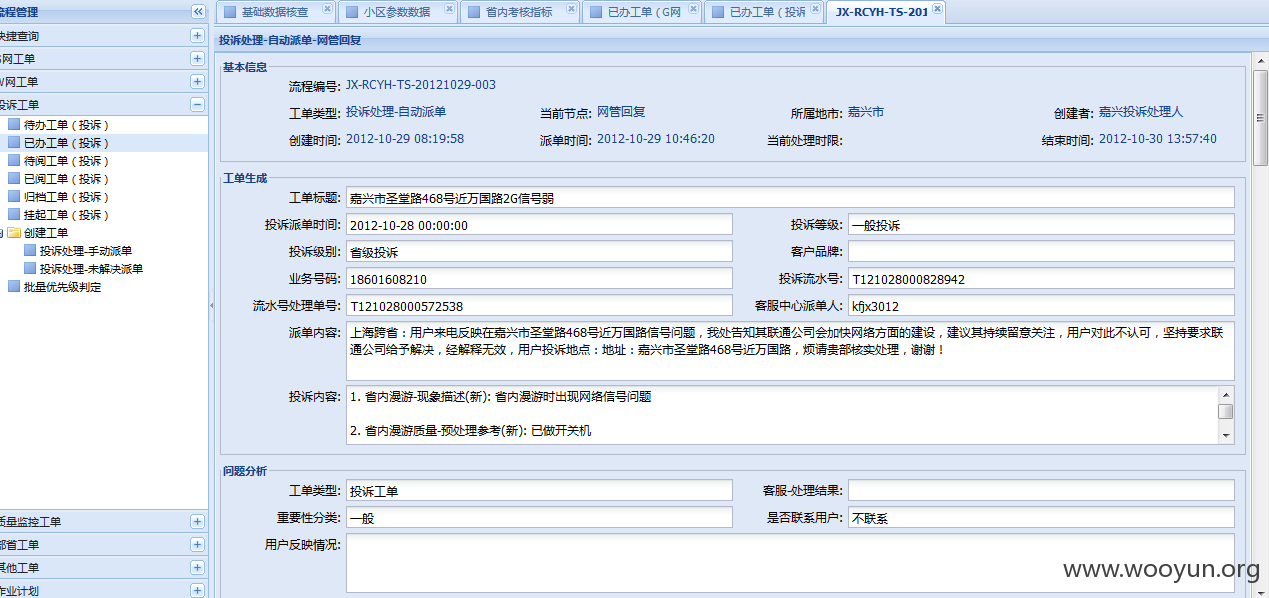 流程管理
快捷查询
G网工单
W网工单
投诉工单
待办工单（投诉）
已办工单（投诉）
待阅工单（投诉）
已阅工单（投诉）
归档工单（投诉）
挂起工单（投诉）
创建工单
投诉处理-手动派单
投诉处理-未解决派单
批量优先级判定
质量监控工单
部省工单
其他工单
作业计划
基础数据核查
小区参数数据
省内考核指标
已办工单（G网
已办工单（投诉
JX-RCYH-TS-201
投诉处理-自动派单-网管回复
基本信息
流程编号: JX-RCYH-TS-20121029-003
工单类型: 投诉处理-自动派单 当前节点: 网管回复 所属地市: 嘉兴市 创建者: 嘉兴投诉处理人
创建时间: 2012-10-29 08:19:58 派单时间: 2012-10-29 10:46:20 当前处理时限: 结束时间: 2012-10-30 13:57:40
工单生成
工单标题: 嘉兴市圣堂路468号近万国路2G信号弱
投诉派单时间: 2012-10-28 00:00:00 投诉等级: 一般投诉
投诉级别: 省级投诉 客户品牌:
业务号码: 18601608210 投诉流水号: T121028000828942
流水号处理单号: T121028000572538 客服中心派单人: kfjx3012
派单内容: 上海跨省：用户来电反映在嘉兴市圣堂路468号近万国路信号问题，我处告知其联通公司会加快网络方面的建设，建议其持续留意关注，用户对此不认可，坚持要求联
通公司给予解决，经解释无效，用户投诉地点：地址：嘉兴市圣堂路468号近万国路，烦请贵部核实处理，谢谢！
投诉内容: 1. 省内漫游-现象描述(新): 省内漫游时出现网络信号问题
2. 省内漫游质量-预处理参考(新): 已做开关机
问题分析
工单类型: 投诉工单 客服-处理结果:
重要性分类: 一般 是否联系用户: 不联系
用户反映情况:
www.wooyun.org